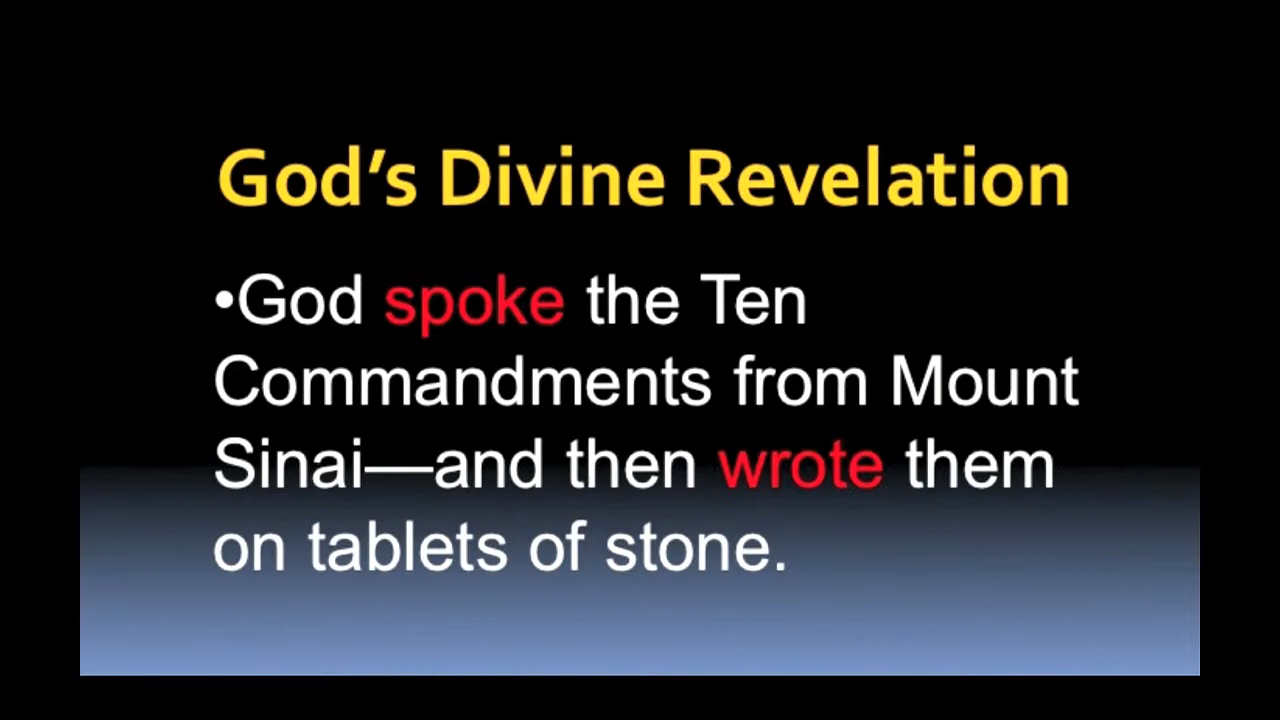 God’s Divine Revelation
•God spoke the Ten
Commandments from Mount
Sinai—and then wrote them
on tablets of stone.